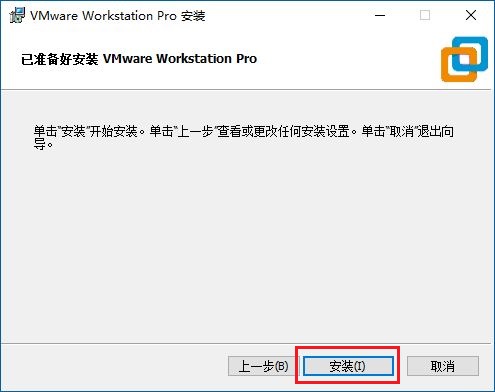 VMware Workstation Pro 安装
已准备好安装 VMware Workstation Pro
单击“安装”开始安装。单击“上一步”查看或更改任何安装设置。单击“取消”退出向
导。
上一步(B) 安装(I) 取消